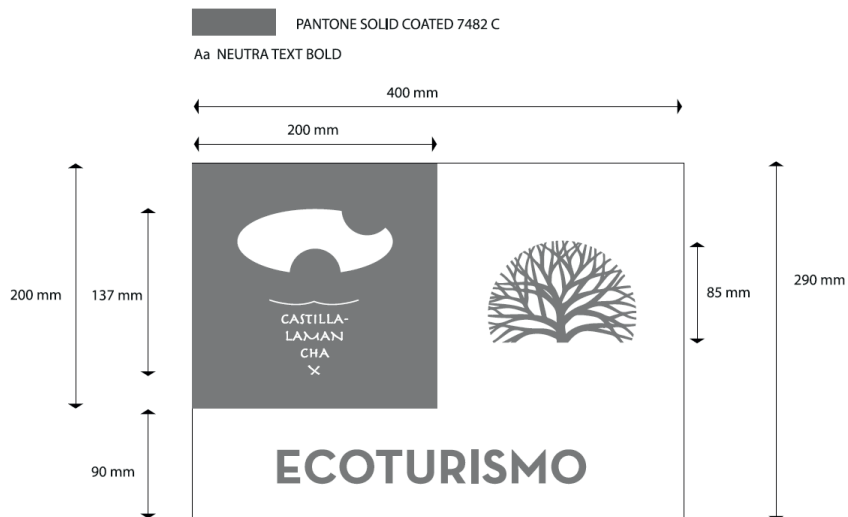 PANTONE SOLID COATED 7482 C
Aa NEUTRA TEXT BOLD
400 mm
200 mm
200 mm
137 mm
85 mm
290 mm
CASTILLA-
LAMAN
CHA
X
90 mm
ECOTURISMO